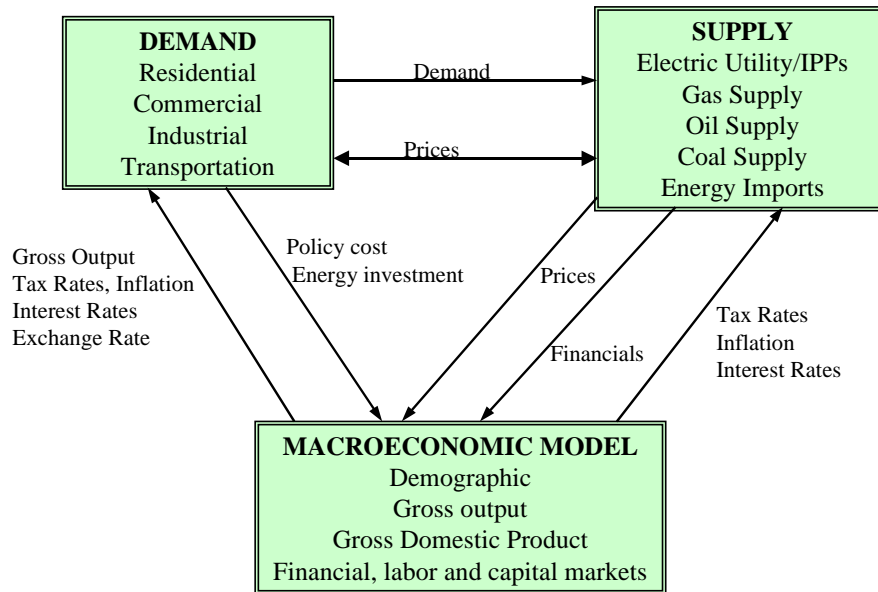 DEMAND
Residential
Commercial
Industrial
Transportation
SUPPLY
Electric Utility/IPPs
Gas Supply
Oil Supply
Coal Supply
Energy Imports
Demand
Prices
Gross Output
Tax Rates, Inflation
Interest Rates
Exchange Rate
Policy cost
Energy investment
Prices
Financials
Tax Rates
Inflation
Interest Rates
MACROECONOMIC MODEL
Demographic
Gross output
Gross Domestic Product
Financial, labor and capital markets